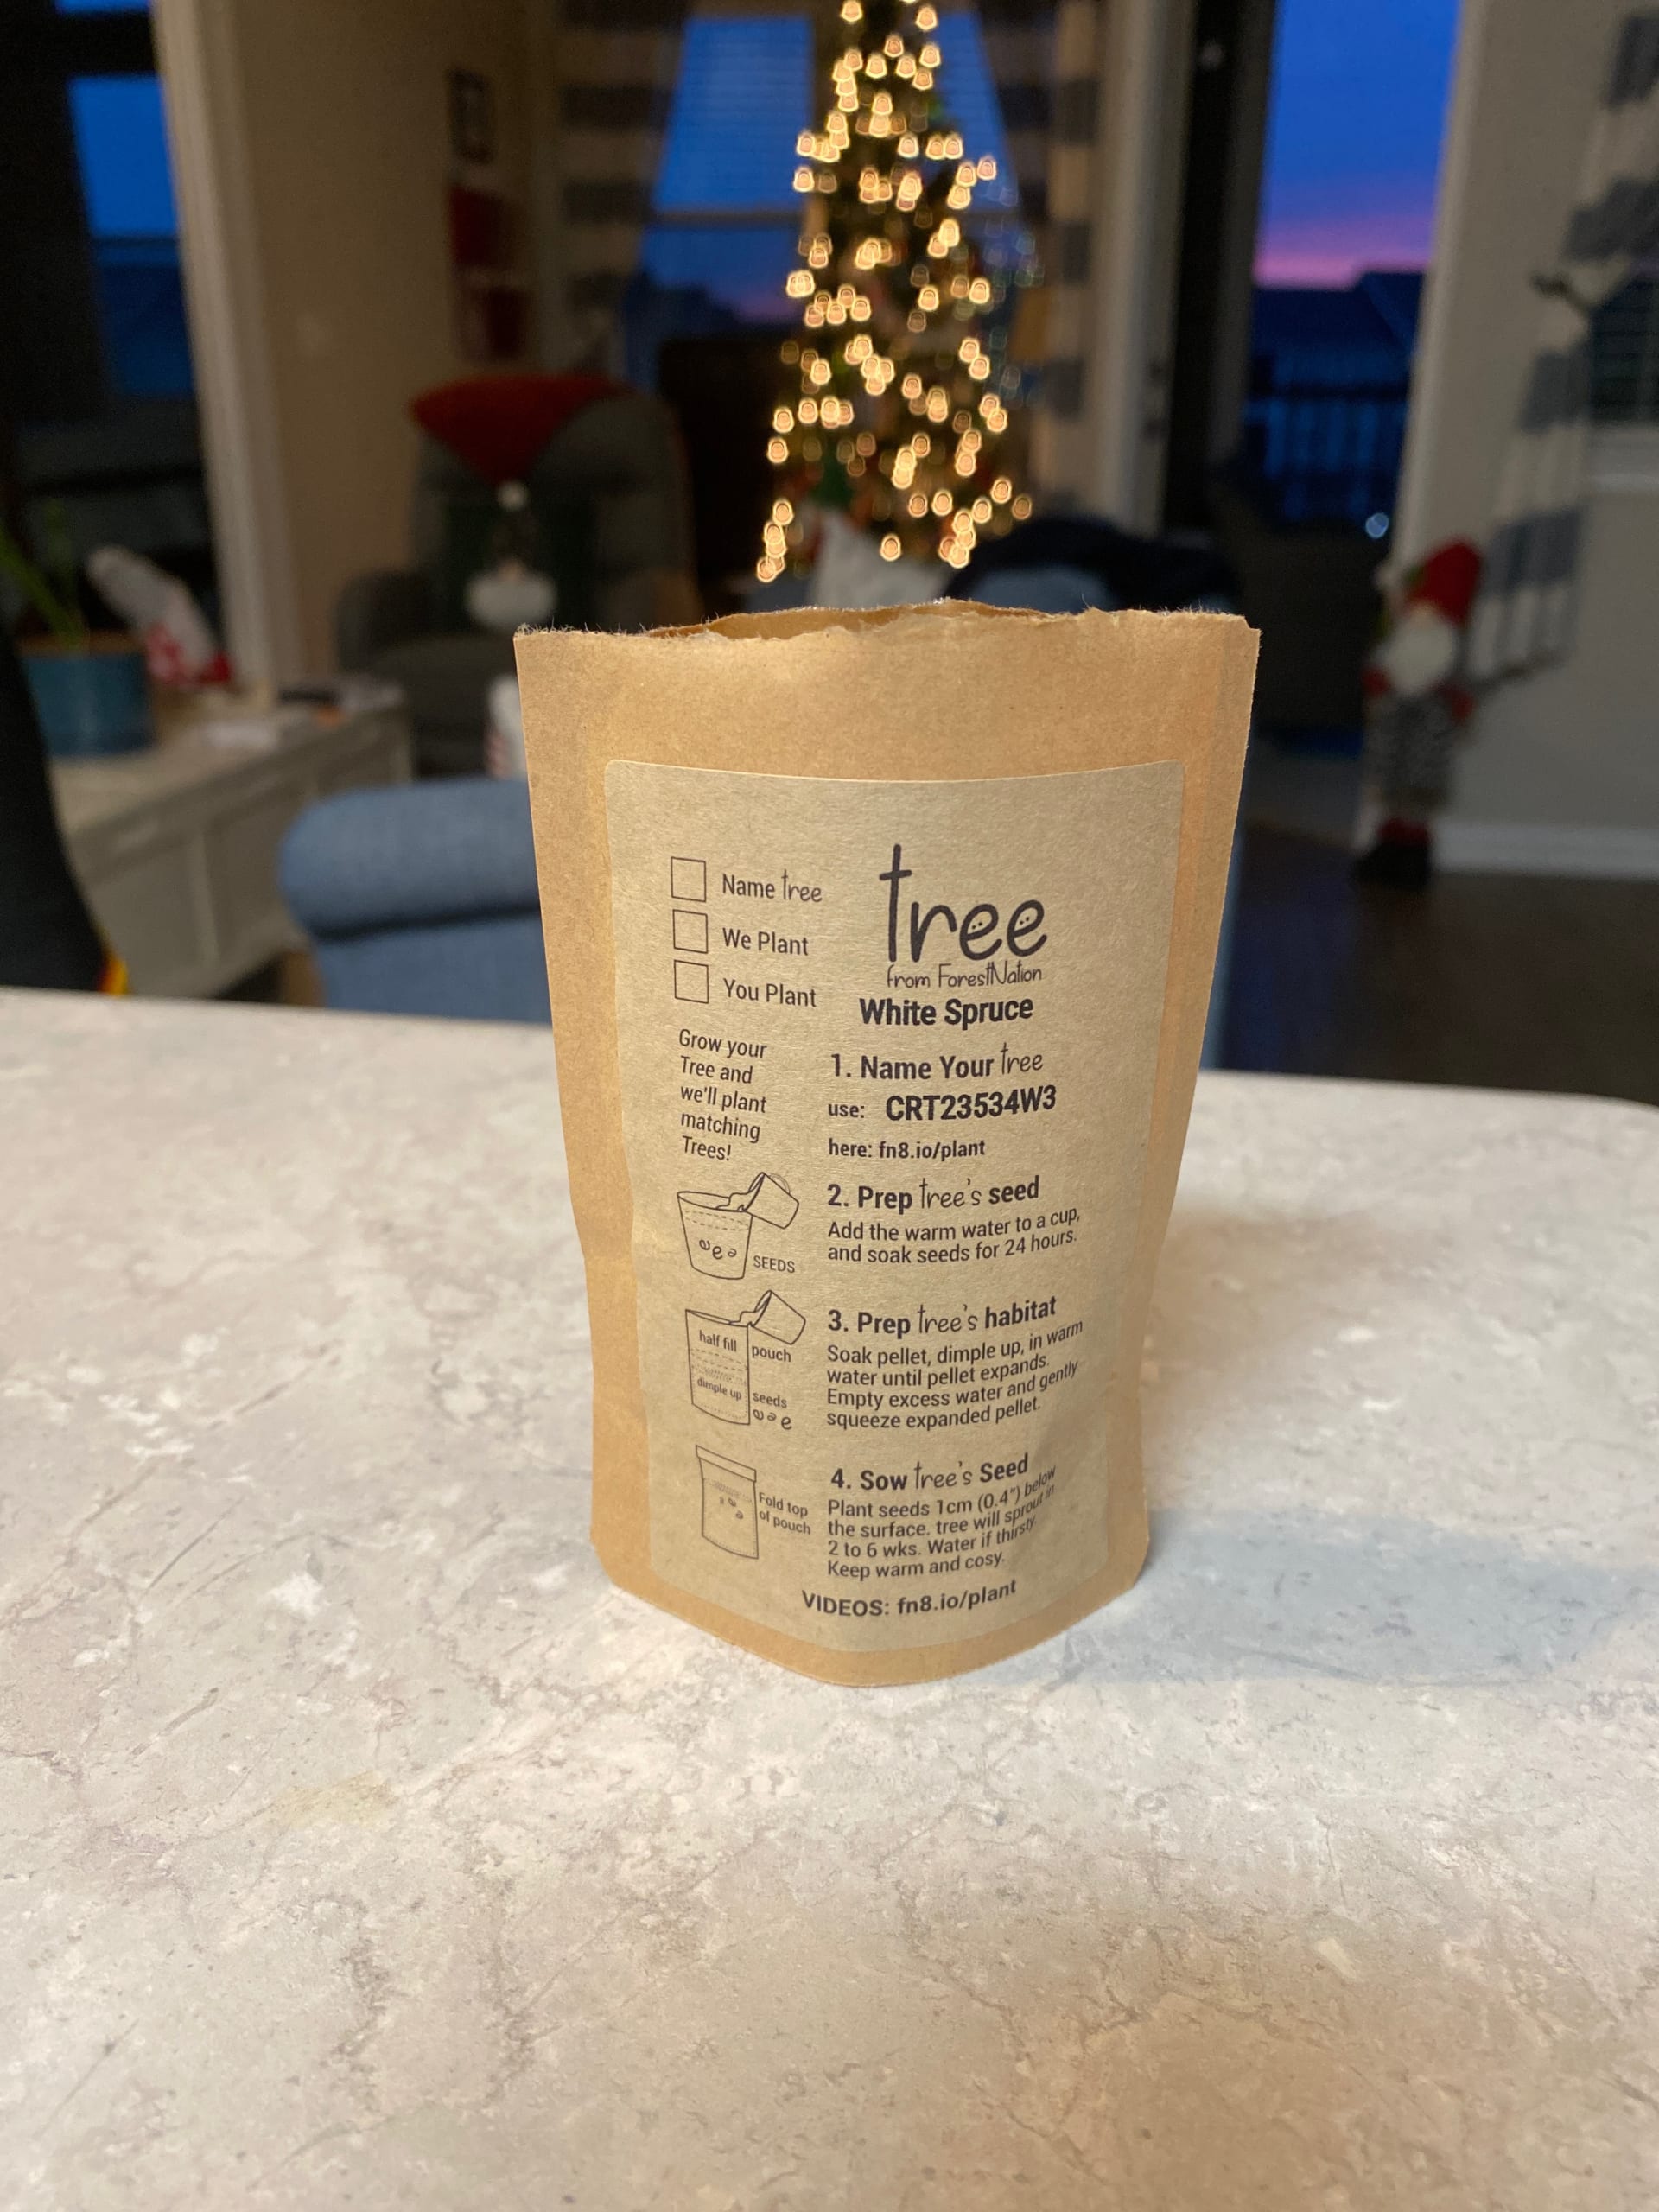 Name tree
We Plant
You Plant
Grow your
Tree and
we'll plant
matching
Trees!
SEEDS
half fill
pouch
dimple up
seeds
Fold top
of pouch
tree
from ForestNation
White Spruce
1. Name Your tree
use: CRT23534W3
here: fn8.io/plant
2. Prep tree's seed
Add the warm water to a cup,
and soak seeds for 24 hours.
3. Prep tree's habitat
Soak pellet, dimple up, in warm
water until pellet expands.
Empty excess water and gently
squeeze expanded pellet.
4. Sow tree's Seed
Plant seeds 1cm (0.4") below
the surface. tree will sprout in
2 to 6 wks. Water if thirsty.
Keep warm and cosy.
VIDEOS: fn8.io/plant